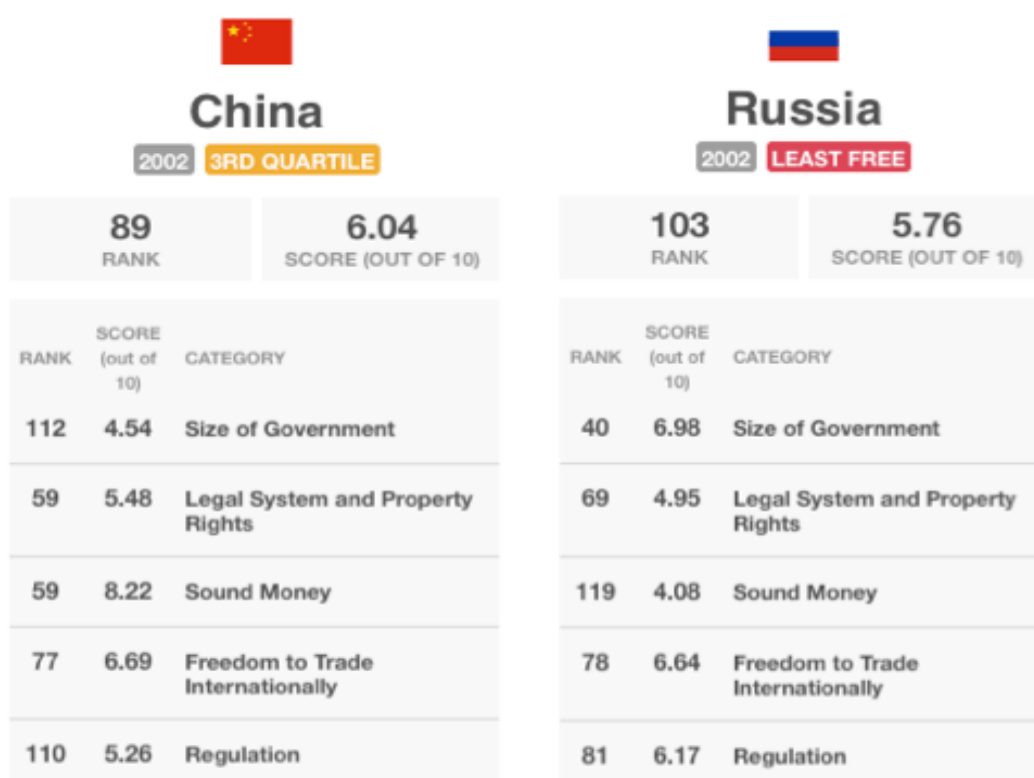 China
2002 3RD QUARTILE
89
RANK
6.04
SCORE (OUT OF 10)
RANK
SCORE
(out of
10)
CATEGORY
112 4.54 Size of Government
59 5.48 Legal System and Property
Rights
59 8.22 Sound Money
77 6.69 Freedom to Trade
Internationally
110 5.26 Regulation
Russia
2002 LEAST FREE
103
RANK
5.76
SCORE (OUT OF 10)
RANK
SCORE
(out of
10)
CATEGORY
40 6.98 Size of Government
69 4.95 Legal System and Property
Rights
119 4.08 Sound Money
78 6.64 Freedom to Trade
Internationally
81 6.17 Regulation